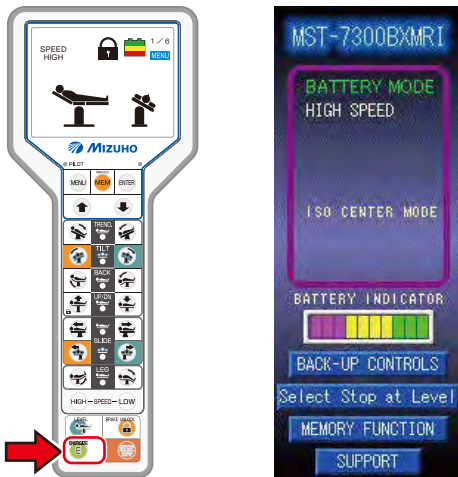 SPEED
HIGH
1/6
MENU
MIZUHO
PILOT
MENU
MEM
ENTER
TREND.
TILT
BACK
UP/DN
SLIDE
LEG
HIGH-SPEED-LOW
LEVEL
BRAKE UNLOCK
ENERGIZE
E
MST-7300BXMRI
BATTERY MODE
HIGH SPEED
ISO CENTER MODE
BATTERY INDICATOR
BACK-UP CONTROLS
Select Stop at Level
MEMORY FUNCTION
SUPPORT